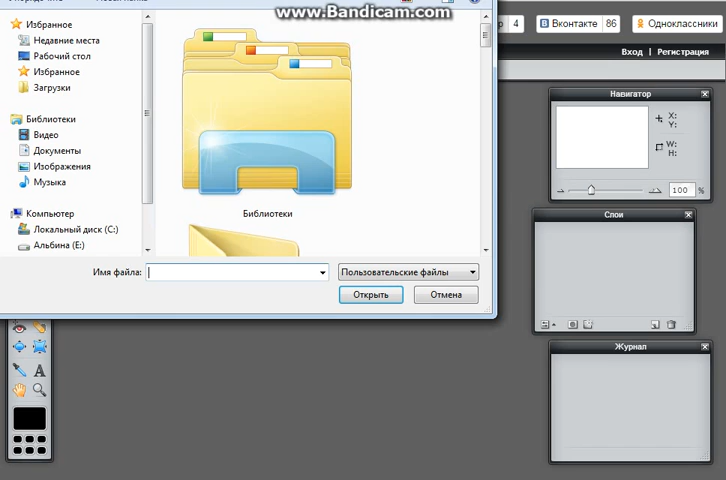 www.Bandicam.com
4
Вконтакте 86
Одноклассники
Вход | Регистрация
Избранное
Недавние места
Рабочий стол
Избранное
Загрузки
Библиотеки
Видео
Документы
Изображения
Музыка
Компьютер
Локальный диск (C:)
Альбина (E:)
Библиотеки
Имя файла:
Пользовательские файлы
Открыть
Отмена
Навигатор
X:
Y:
W:
H:
100 %
Слои
Журнал
A